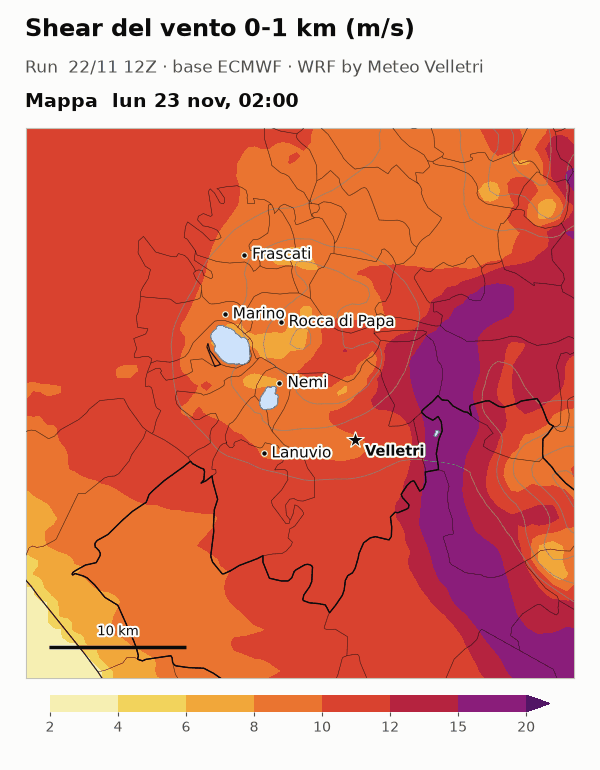 Shear del vento 0-1 km (m/s)
Run  22/11 12Z · base ECMWF · WRF by Meteo Velletri
Mappa  lun 23 nov, 02:00
Frascati
Marino
Rocca di Papa
Nemi
Velletri
Lanuvio
10 km
2 4 6 8 10 12 15 20